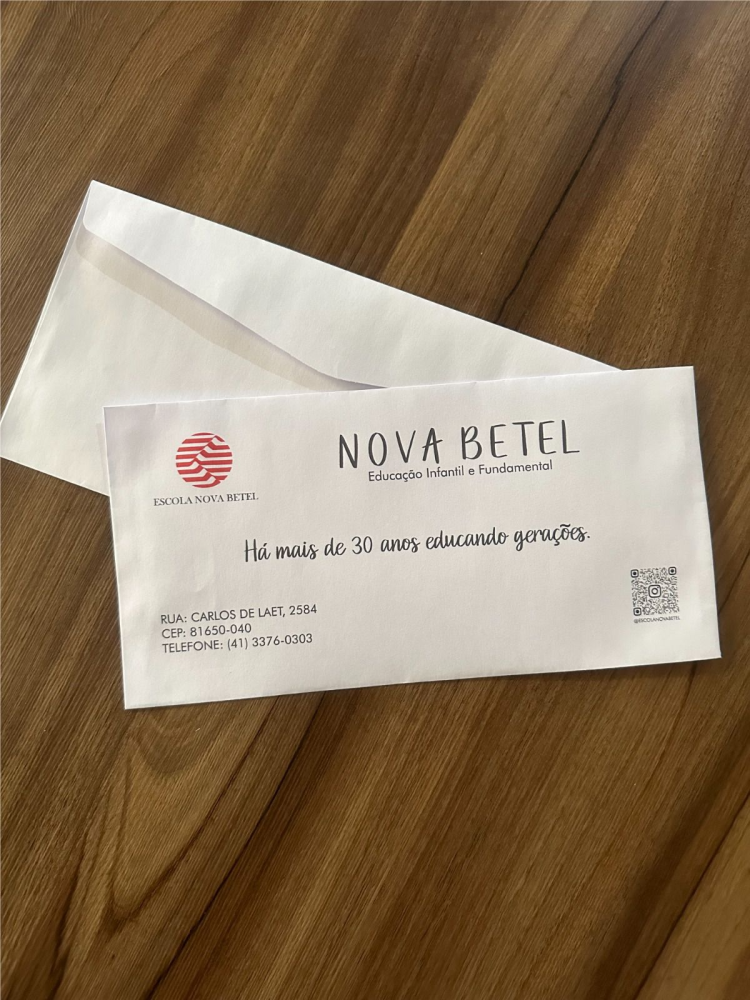 ESCOLA NOVA BETEL
NOVA BETEL
Educação Infantil e Fundamental
Há mais de 30 anos educando gerações.
RUA: CARLOS DE LAET, 2584
CEP: 81650-040
TELEFONE: (41) 3376-0303
@ESCOLANOVABETEL